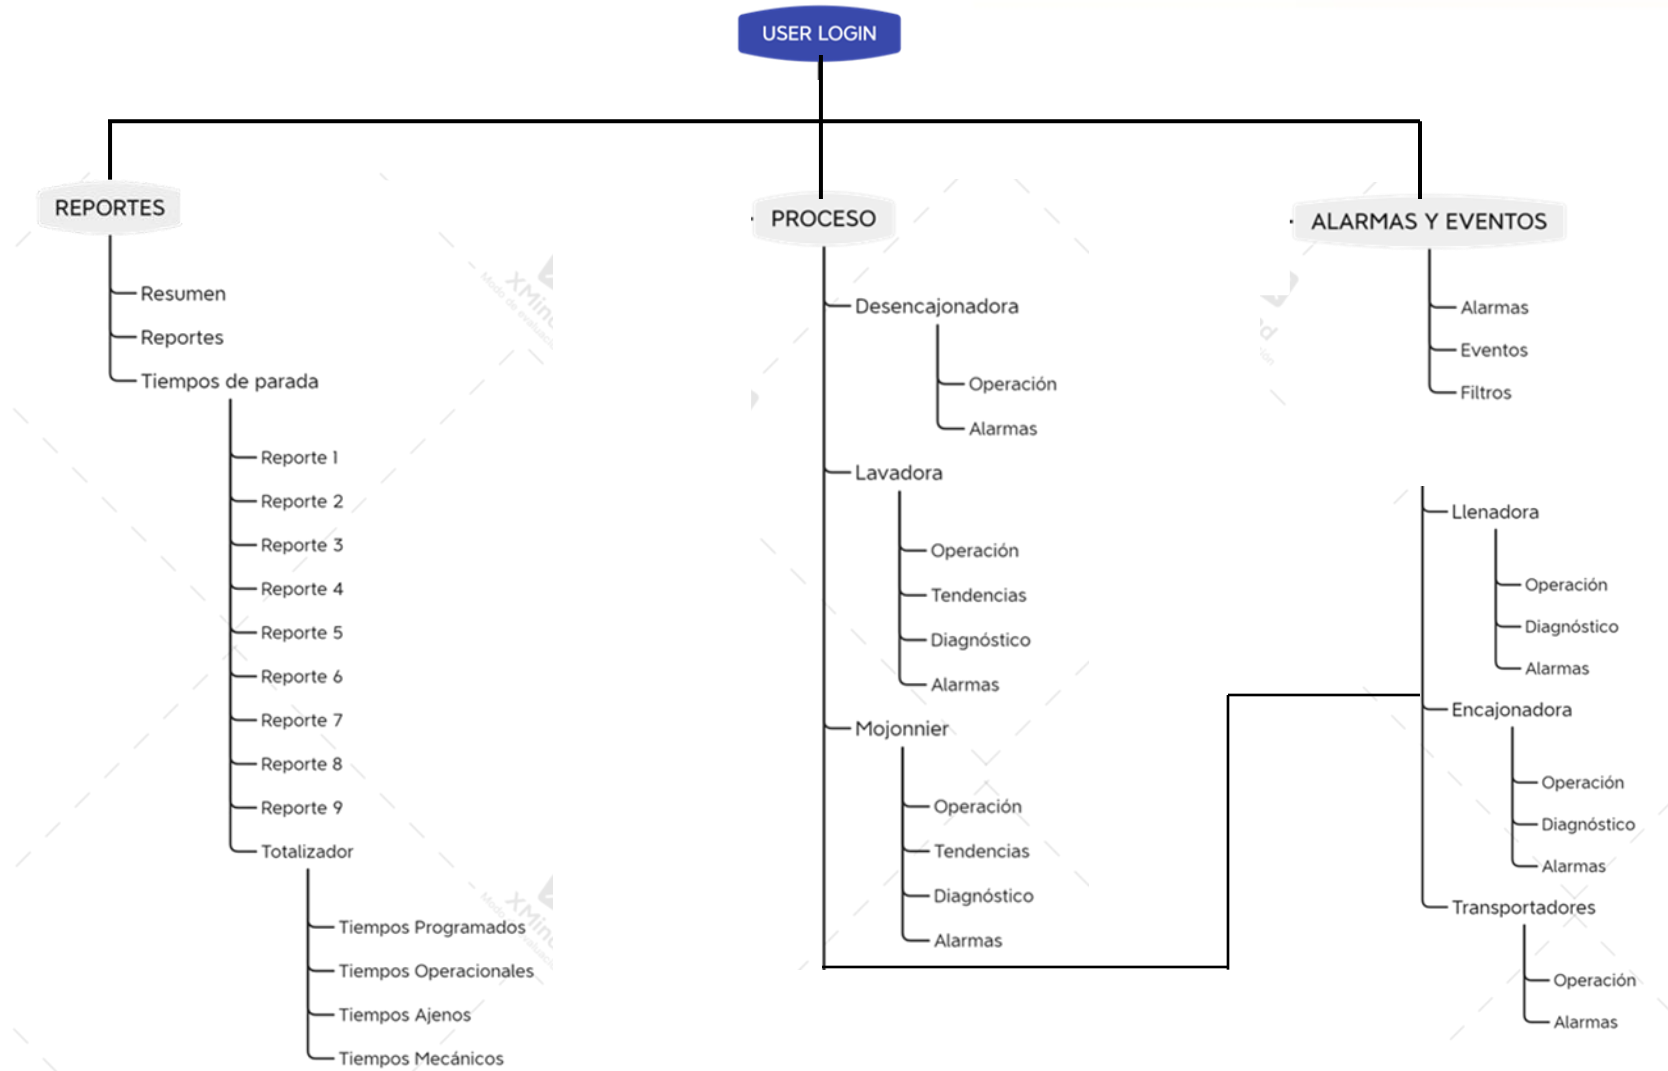 USER LOGIN
REPORTES
Resumen
Reportes
Tiempos de parada
Reporte 1
Reporte 2
Reporte 3
Reporte 4
Reporte 5
Reporte 6
Reporte 7
Reporte 8
Reporte 9
Totalizador
Tiempos Programados
Tiempos Operacionales
Tiempos Ajenos
Tiempos Mecánicos
PROCESO
Desencajonadora
Operación
Alarmas
Lavadora
Operación
Tendencias
Diagnóstico
Alarmas
Mojonnier
Operación
Tendencias
Diagnóstico
Alarmas
ALARMAS Y EVENTOS
Alarmas
Eventos
Filtros
Llenadora
Operación
Diagnóstico
Alarmas
Encajonadora
Operación
Diagnóstico
Alarmas
Transportadores
Operación
Alarmas